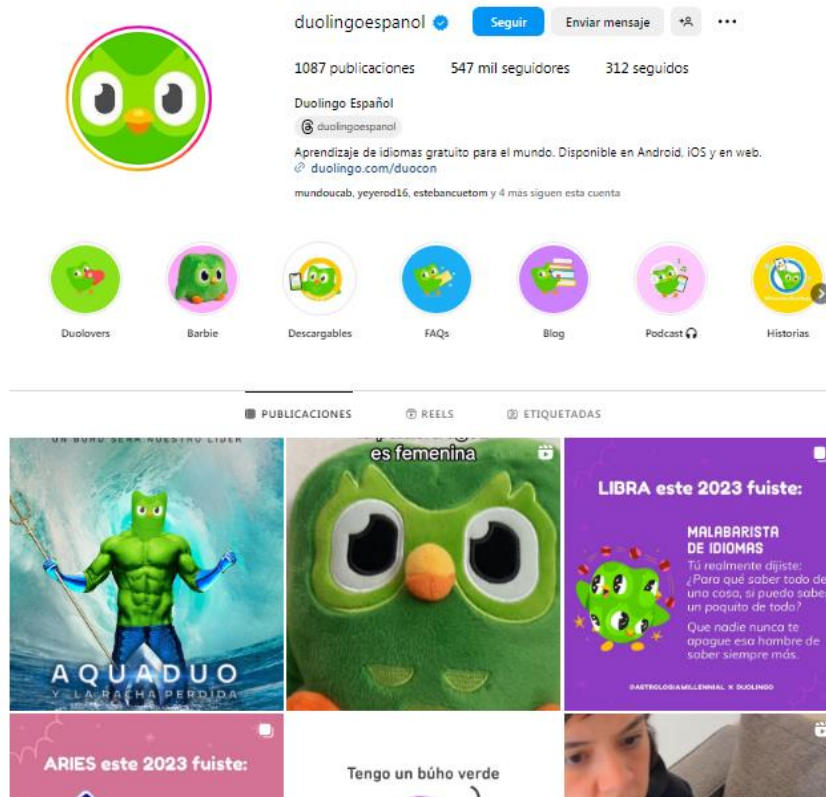 duolingoespanol
Seguir
Enviar mensaje
1087 publicaciones 547 mil seguidores 312 seguidos
Duolingo Español
duolingoespanol
Aprendizaje de idiomas gratuito para el mundo. Disponible en Android, iOS y en web.
duolingo.com/duocon
mundoucab, yeyerod16, estebancuetom y 4 más siguen esta cuenta
Duolovers
Barbie
Descargables
FAQs
Blog
Podcast
Historias
PUBLICACIONES
REELS
ETIQUETADAS
UN BÚHO SERÁ NUESTRO LÍDER
AQUADUO
Y LA RACHA PERDIDA
es femenina
LIBRA este 2023 fuiste:
MALABARISTA
DE IDIOMAS
Tú realmente dijiste:
¿Para qué saber todo de
una cosa, si puedo saber
un poquito de todo?
Que nadie nunca te
apague esa hambre de
saber siempre más.
@ASTROLOGIAMILLENNIAL X DUOLINGO
ARIES este 2023 fuiste:
Tengo un búho verde